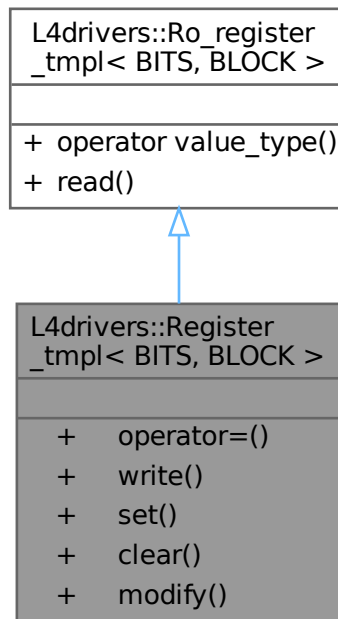 L4drivers::Ro_register
_tmpl< BITS, BLOCK >
+ operator value_type()
+ read()
L4drivers::Register
_tmpl< BITS, BLOCK >
+ operator=()
+ write()
+ set()
+ clear()
+ modify()